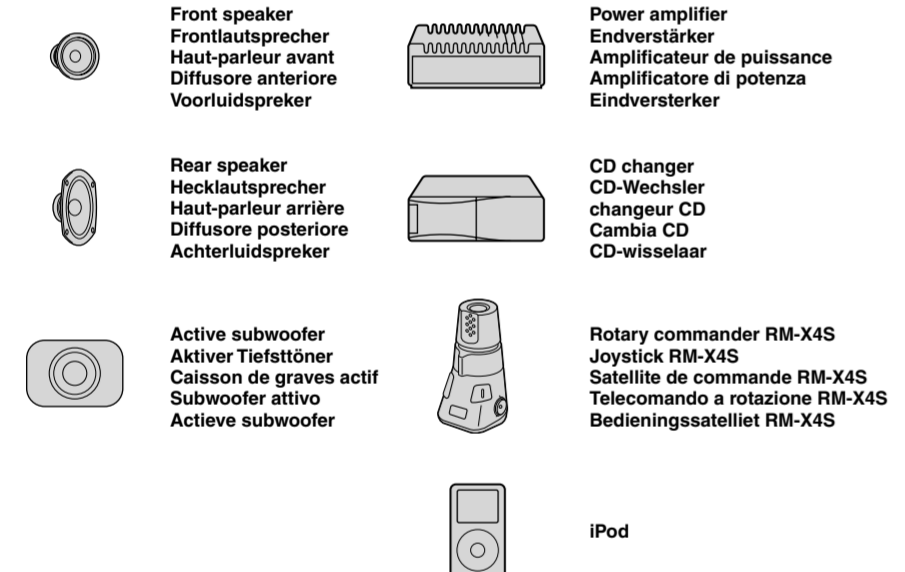 Front speaker
Frontlautsprecher
Haut-parleur avant
Diffusore anteriore
Voorluidspreker
Power amplifier
Endverstärker
Amplificateur de puissance
Amplificatore di potenza
Eindversterker
Rear speaker
Hecklautsprecher
Haut-parleur arrière
Diffusore posteriore
Achterluidspreker
CD changer
CD-Wechsler
changeur CD
Cambia CD
CD-wisselaar
Active subwoofer
Aktiver Tiefsttöner
Caisson de graves actif
Subwoofer attivo
Actieve subwoofer
Rotary commander RM-X4S
Joystick RM-X4S
Satellite de commande RM-X4S
Telecomando a rotazione RM-X4S
Bedieningssatelliet RM-X4S
iPod